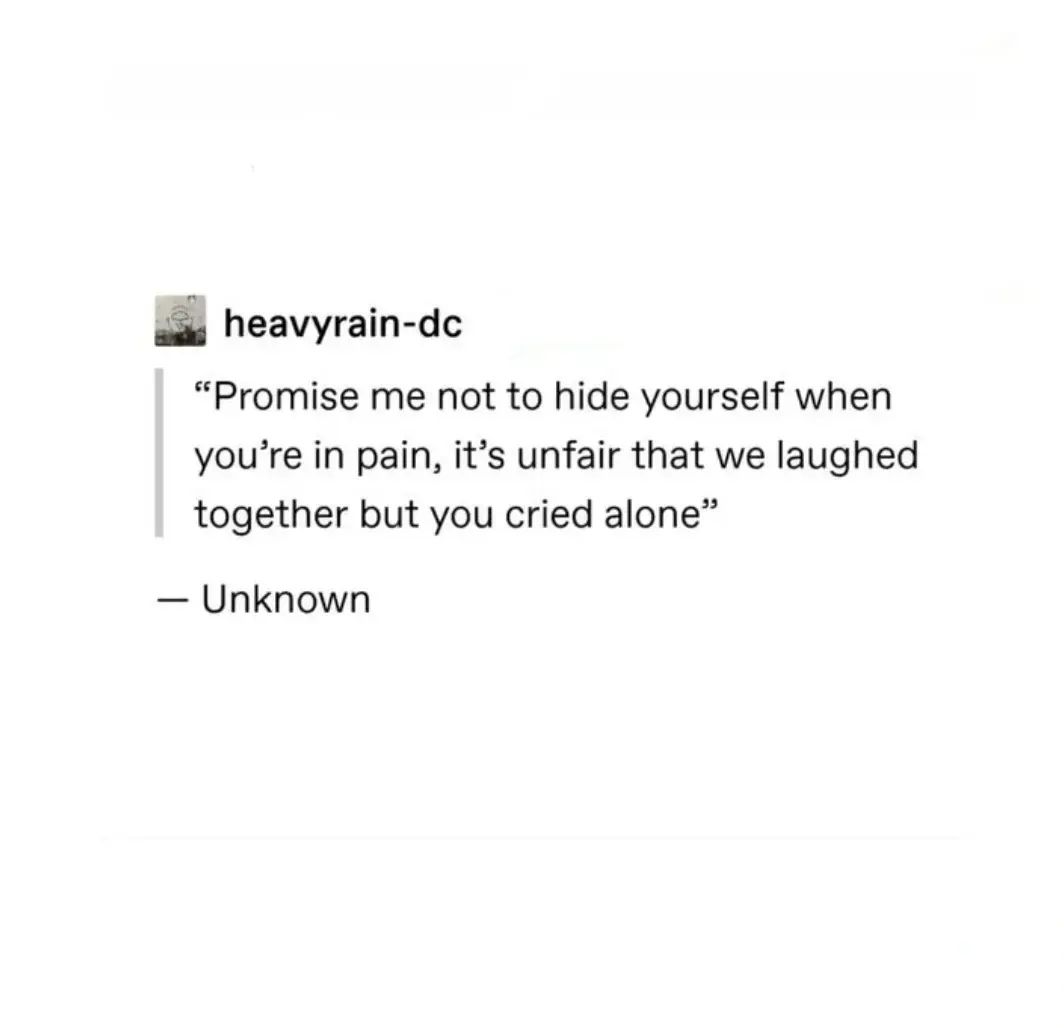 heavyrain-dc
“Promise me not to hide yourself when
you’re in pain, it’s unfair that we laughed
together but you cried alone”
— Unknown